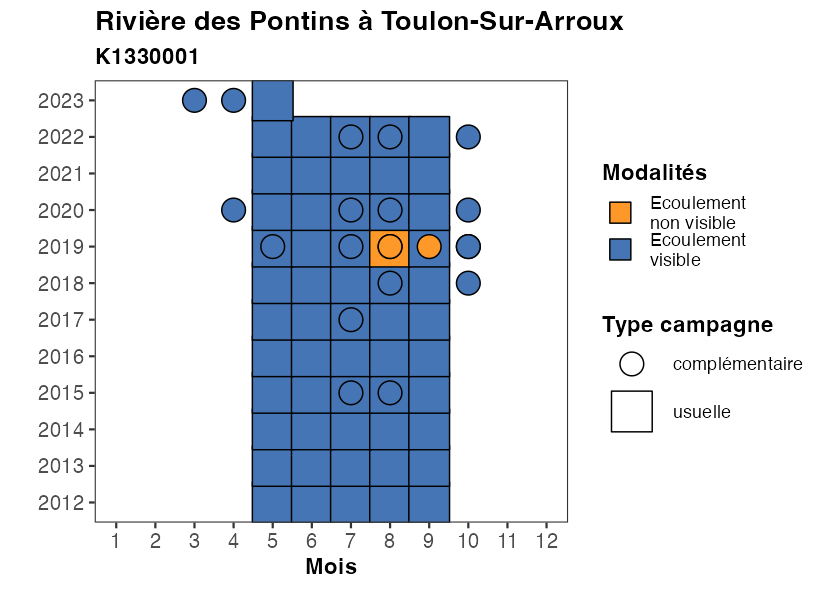 Rivière des Pontins à Toulon-Sur-Arroux
K1330001
2023
2022
2021
2020
2019
2018
2017
2016
2015
2014
2013
2012
1 2 3 4 5 6 7 8 9 10 11 12
Mois
Modalités
Ecoulement
non visible
Ecoulement
visible
Type campagne
complémentaire
usuelle